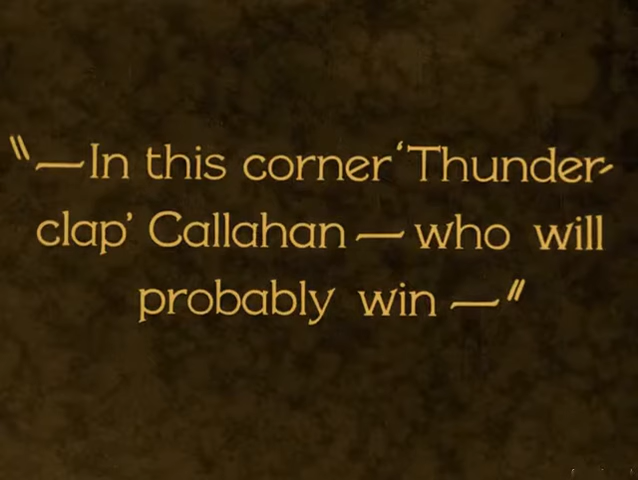 "—In this corner 'Thunder-
clap' Callahan — who will
probably win —"